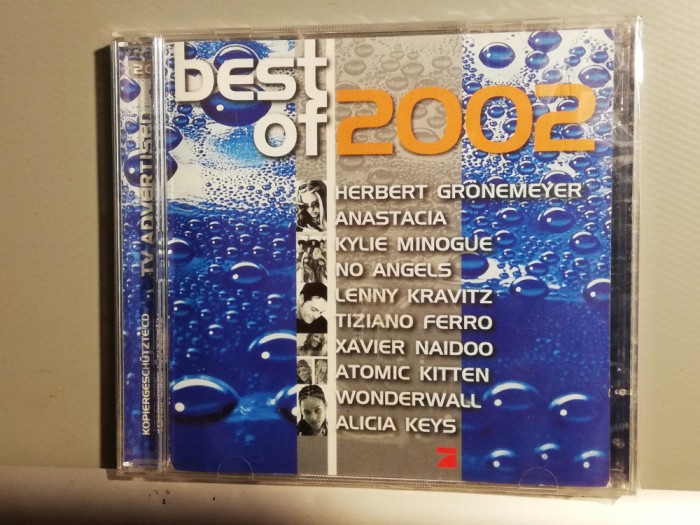 best
of 2002
HERBERT GRÖNEMEYER
ANASTACIA
KYLIE MINOGUE
NO ANGELS
LENNY KRAVITZ
TIZIANO FERRO
XAVIER NAIDOO
ATOMIC KITTEN
WONDERWALL
ALICIA KEYS
TV ADVERTISED
KOPIERGESCHÜTZTE CD